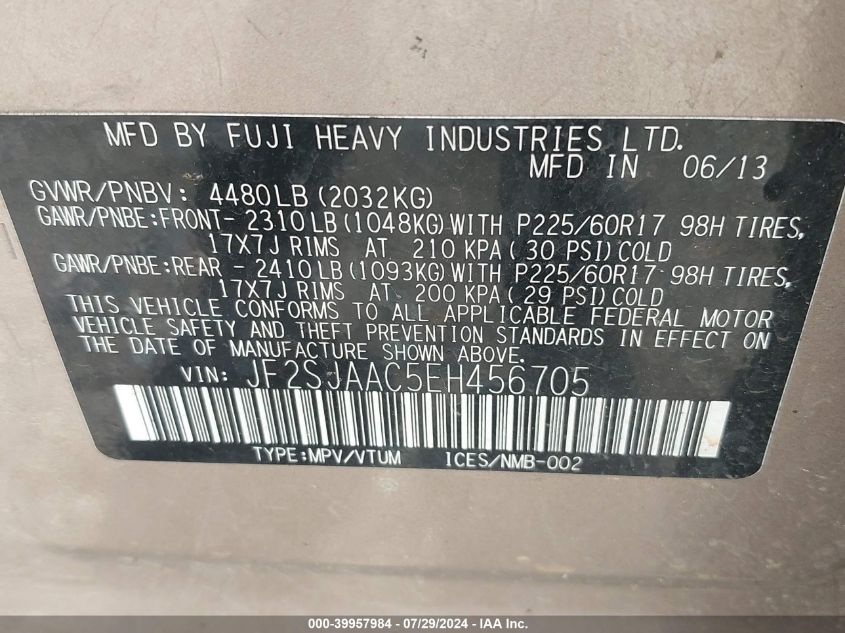 MFD BY FUJI HEAVY INDUSTRIES LTD.
MFD IN 06/13
GVWR/PNBV: 4480LB (2032KG)
GAWR/PNBE:FRONT- 2310LB (1048KG) WITH P225/60R17 98H TIRES,
17X7J RIMS AT 210 KPA (30 PSI) COLD
GAWR/PNBE:REAR - 2410LB (1093KG) WITH P225/60R17 98H TIRES,
17X7J RIMS AT 200 KPA (29 PSI) COLD
THIS VEHICLE CONFORMS TO ALL APPLICABLE FEDERAL MOTOR
VEHICLE SAFETY AND THEFT PREVENTION STANDARDS IN EFFECT ON
THE DATE OF MANUFACTURE SHOWN ABOVE.
VIN: JF2SJAAC5EH456705
TYPE:MPV/VTUM ICES/NMB-002
000-39957984 - 07/29/2024 - IAA Inc.